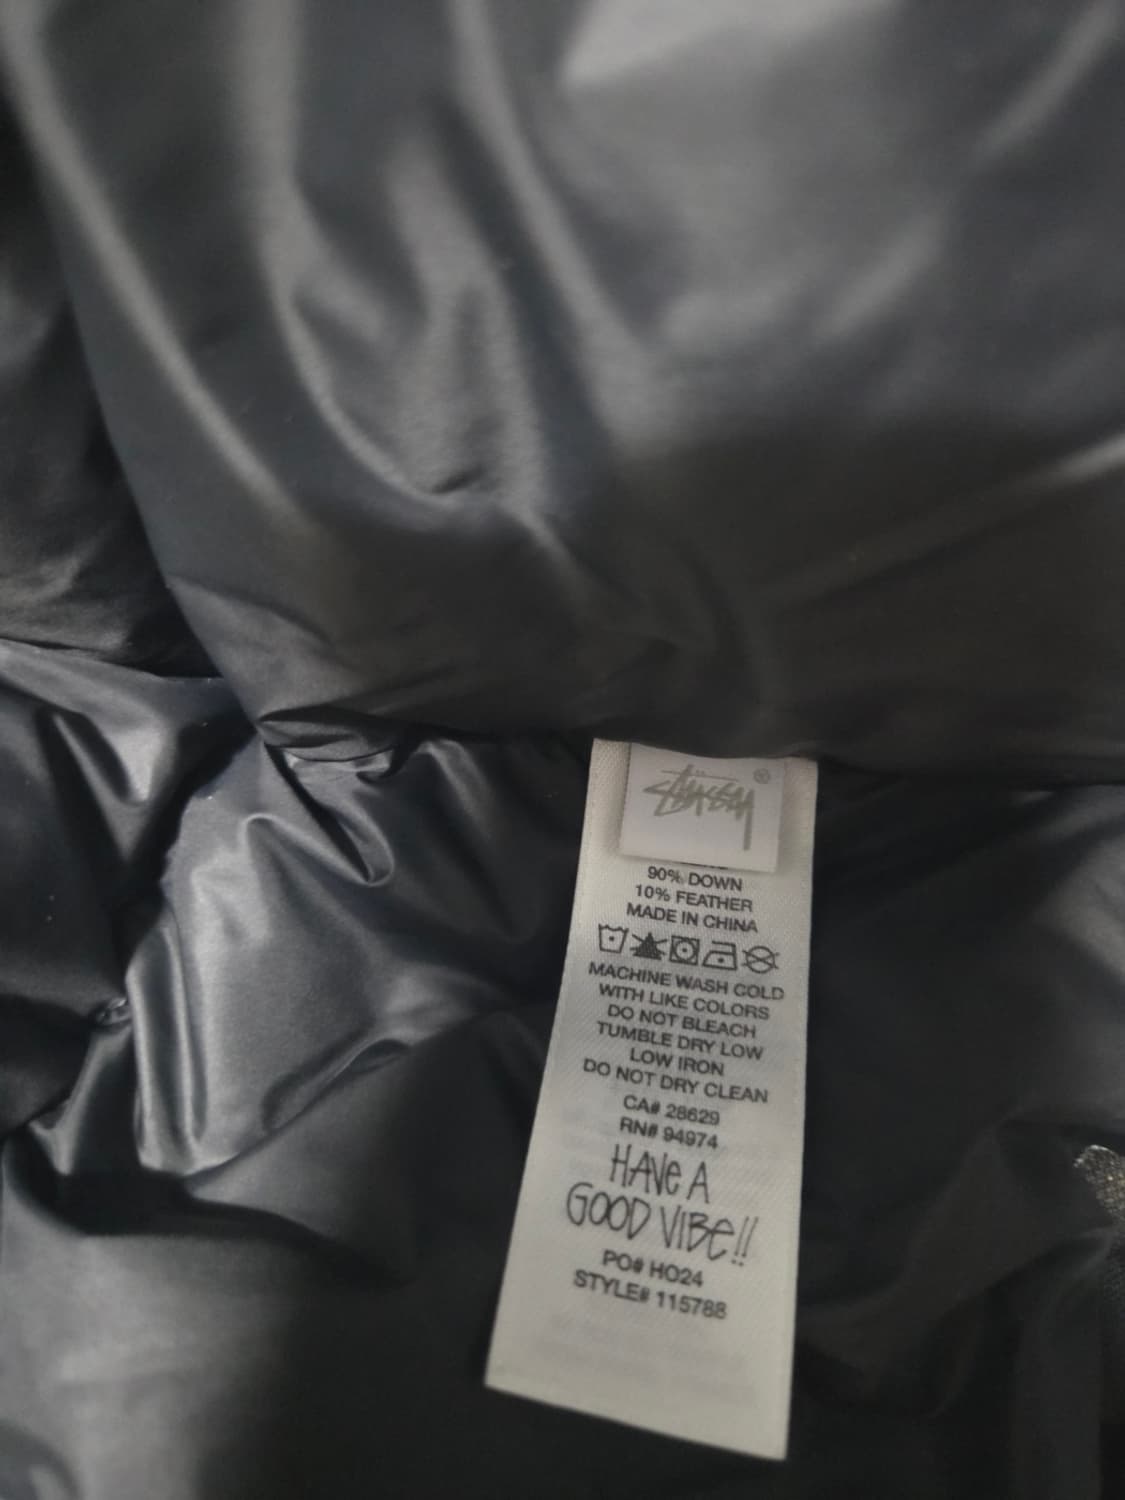 STÜSSY ®
90% DOWN
10% FEATHER
MADE IN CHINA
MACHINE WASH COLD
WITH LIKE COLORS
DO NOT BLEACH
TUMBLE DRY LOW
LOW IRON
DO NOT DRY CLEAN
CA# 28629
RN# 94974
HAVE A
GOOD VIBE!!
PO# HO24
STYLE# 115788